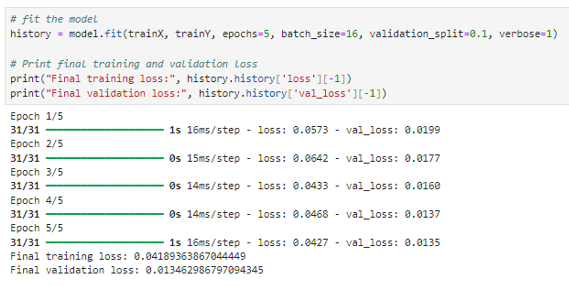 # fit the model
history = model.fit(trainX, trainY, epochs=5, batch_size=16, validation_split=0.1, verbose=1)
# Print final training and validation loss
print("Final training loss:", history.history['loss'][-1])
print("Final validation loss:", history.history['val_loss'][-1])
Epoch 1/5
31/31 1s 16ms/step - loss: 0.0573 - val_loss: 0.0199
Epoch 2/5
31/31 0s 15ms/step - loss: 0.0642 - val_loss: 0.0177
Epoch 3/5
31/31 0s 14ms/step - loss: 0.0433 - val_loss: 0.0160
Epoch 4/5
31/31 0s 14ms/step - loss: 0.0468 - val_loss: 0.0137
Epoch 5/5
31/31 1s 16ms/step - loss: 0.0427 - val_loss: 0.0135
Final training loss: 0.04189363867044449
Final validation loss: 0.013462986797094345